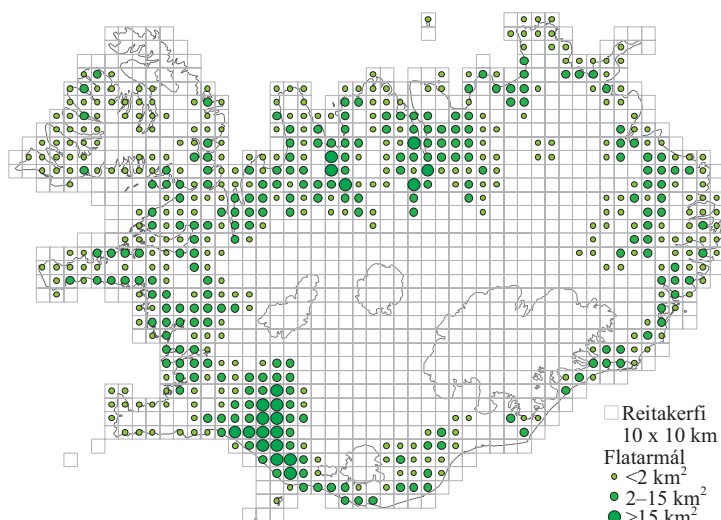 Reitakerfi
10 x 10 km
Flatarmál
<2 km²
2–15 km²
>15 km²